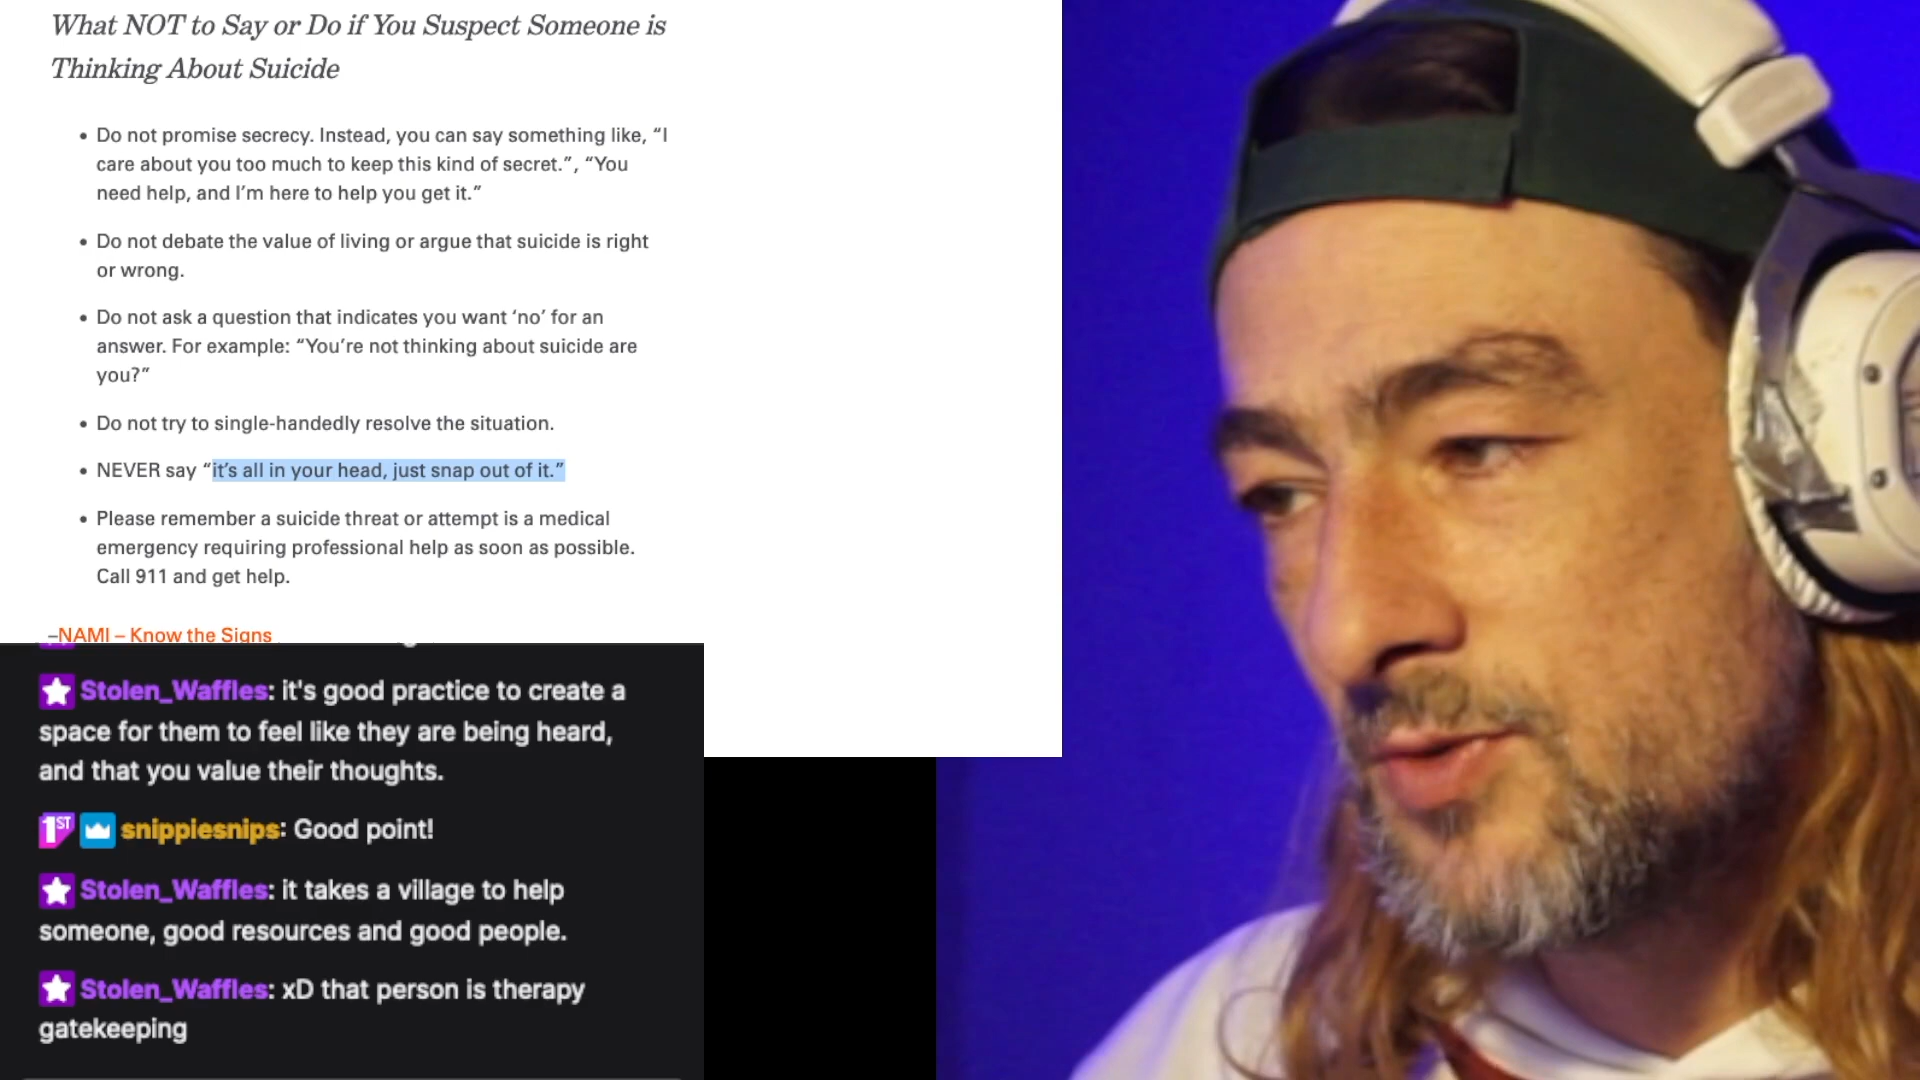 What NOT to Say or Do if You Suspect Someone is
Thinking About Suicide
• Do not promise secrecy. Instead, you can say something like, “I
care about you too much to keep this kind of secret.”, “You
need help, and I’m here to help you get it.”
• Do not debate the value of living or argue that suicide is right
or wrong.
• Do not ask a question that indicates you want ‘no’ for an
answer. For example: “You’re not thinking about suicide are
you?”
• Do not try to single-handedly resolve the situation.
• NEVER say “it’s all in your head, just snap out of it.”
• Please remember a suicide threat or attempt is a medical
emergency requiring professional help as soon as possible.
Call 911 and get help.
–NAMI – Know the Signs
Stolen_Waffles: it's good practice to create a
space for them to feel like they are being heard,
and that you value their thoughts.
1ST snippiesnips: Good point!
Stolen_Waffles: it takes a village to help
someone, good resources and good people.
Stolen_Waffles: xD that person is therapy
gatekeeping